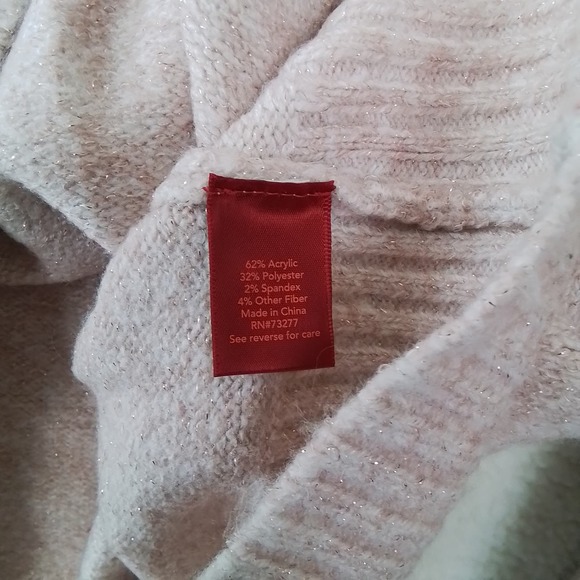 62% Acrylic
32% Polyester
2% Spandex
4% Other Fiber
Made in China
RN#73277
See reverse for care